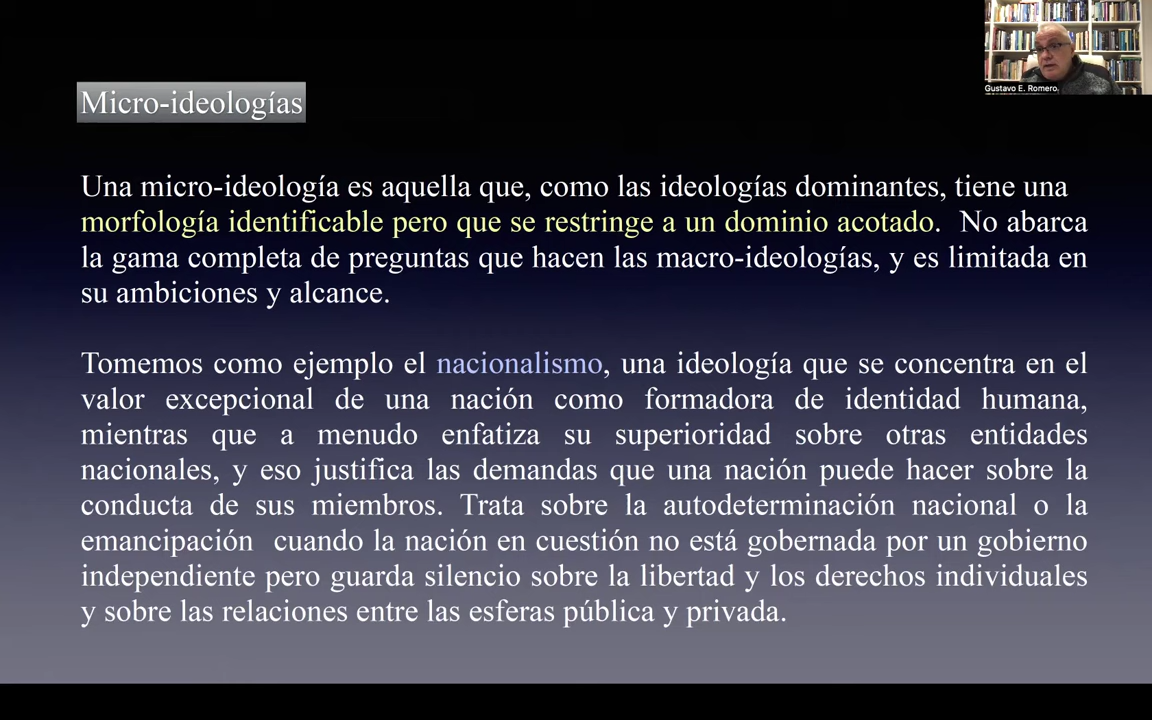 Gustavo E. Romero
Micro-ideologías
Una micro-ideología es aquella que, como las ideologías dominantes, tiene una
morfología identificable pero que se restringe a un dominio acotado. No abarca
la gama completa de preguntas que hacen las macro-ideologías, y es limitada en
su ambiciones y alcance.
Tomemos como ejemplo el nacionalismo, una ideología que se concentra en el
valor excepcional de una nación como formadora de identidad humana,
mientras que a menudo enfatiza su superioridad sobre otras entidades
nacionales, y eso justifica las demandas que una nación puede hacer sobre la
conducta de sus miembros. Trata sobre la autodeterminación nacional o la
emancipación cuando la nación en cuestión no está gobernada por un gobierno
independiente pero guarda silencio sobre la libertad y los derechos individuales
y sobre las relaciones entre las esferas pública y privada.